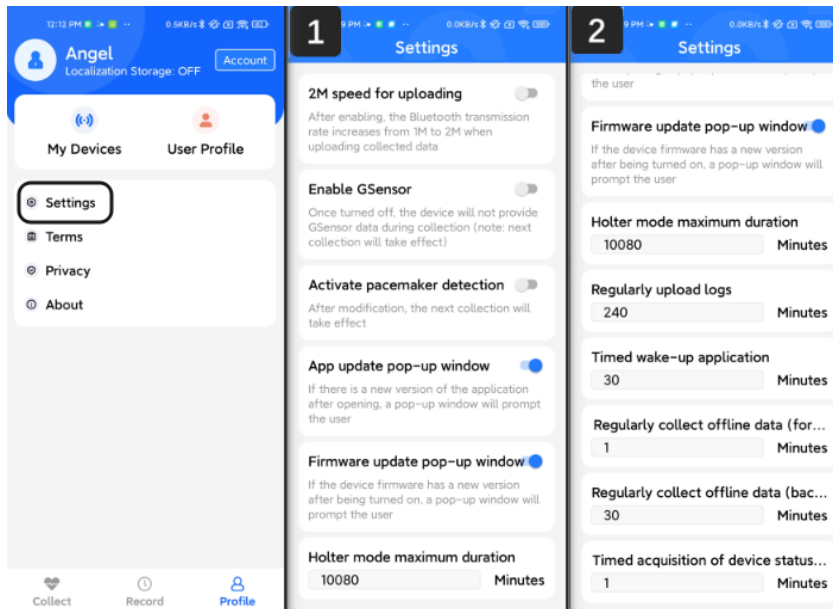 12:12 PM
0.5KB/s
Angel
Localization Storage: OFF
Account
My Devices
User Profile
Settings
Terms
Privacy
About
Collect
Record
Profile
1
9 PM
0.0KB/s
Settings
2M speed for uploading
After enabling, the Bluetooth transmission
rate increases from 1M to 2M when
uploading collected data
Enable GSensor
Once turned off, the device will not provide
GSensor data during collection (note: next
collection will take effect)
Activate pacemaker detection
After modification, the next collection will
take effect
App update pop-up window
If there is a new version of the application
after opening, a pop-up window will prompt
the user
Firmware update pop-up window
If the device firmware has a new version
after being turned on, a pop-up window will
prompt the user
Holter mode maximum duration
10080 Minutes
2
9 PM
0.0KB/s
Settings
the user
Firmware update pop-up window
If the device firmware has a new version
after being turned on, a pop-up window will
prompt the user
Holter mode maximum duration
10080 Minutes
Regularly upload logs
240 Minutes
Timed wake-up application
30 Minutes
Regularly collect offline data (for...
1 Minutes
Regularly collect offline data (bac...
30 Minutes
Timed acquisition of device status...
1 Minutes